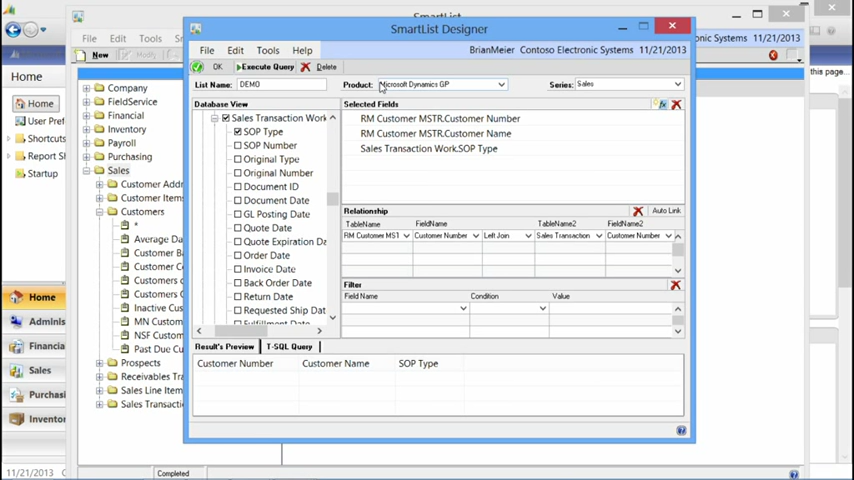 SmartList
SmartList Designer
File Edit Tools
File Edit Tools Help
BrianMeier Contoso Electronic Systems 11/21/2013
onic Systems 11/21/2013
New Modify
OK Execute Query Delete
this page...
List Name: DEMO Product: Microsoft Dynamics GP Series: Sales
Home
Home
User Pref
Shortcuts
Report Sh
Startup
Company
FieldService
Financial
Inventory
Payroll
Purchasing
Sales
Customer Addr
Customer Items
Customers
*
Average Da
Customer Ba
Customer C
Customers o
Customers O
Inactive Cus
MN Custom
NSF Custom
Past Due Cu
Prospects
Receivables Tra
Sales Line Item
Sales Transacti
Database View
Sales Transaction Work
SOP Type
SOP Number
Original Type
Original Number
Document ID
Document Date
GL Posting Date
Quote Date
Quote Expiration Da
Order Date
Invoice Date
Back Order Date
Return Date
Requested Ship Dat
Fulfillment Date
Selected Fields
RM Customer MSTR.Customer Number
RM Customer MSTR.Customer Name
Sales Transaction Work.SOP Type
Relationship Auto Link
TableName FieldName TableName2 FieldName2
RM Customer MST Customer Number Left Join Sales Transaction Customer Number
Filter
Field Name Condition Value
Result's Preview T-SQL Query
Customer Number Customer Name SOP Type
Home
Adminis
Financia
Sales
Purchasi
Inventor
11/21/2013
Completed